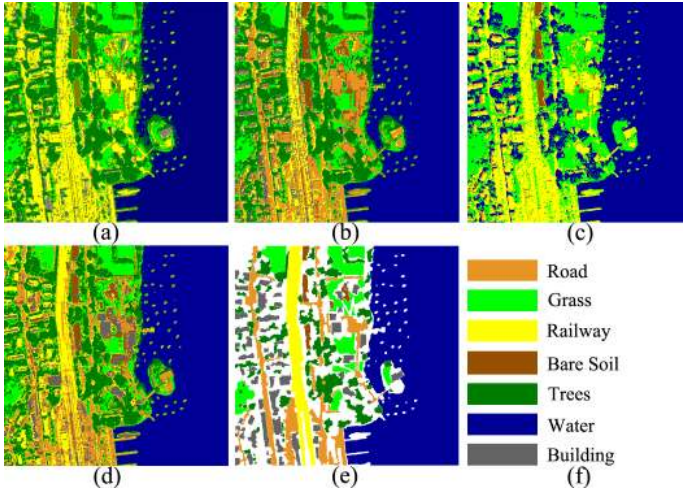 (a)
(b)
(c)
Road
Grass
Railway
Bare Soil
Trees
Water
Building
(d)
(e)
(f)